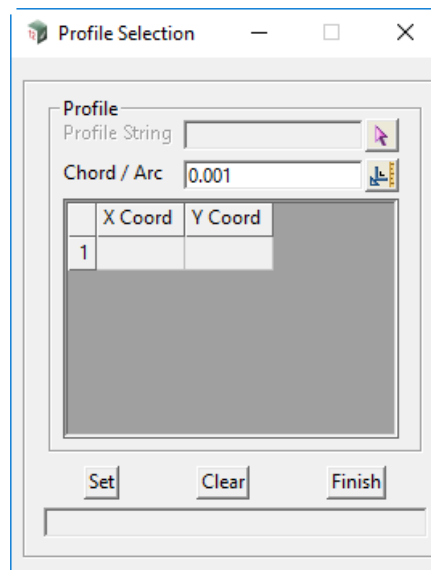 Profile Selection
Profile
Profile String
Chord / Arc 0.001
X Coord Y Coord
1
Set Clear Finish